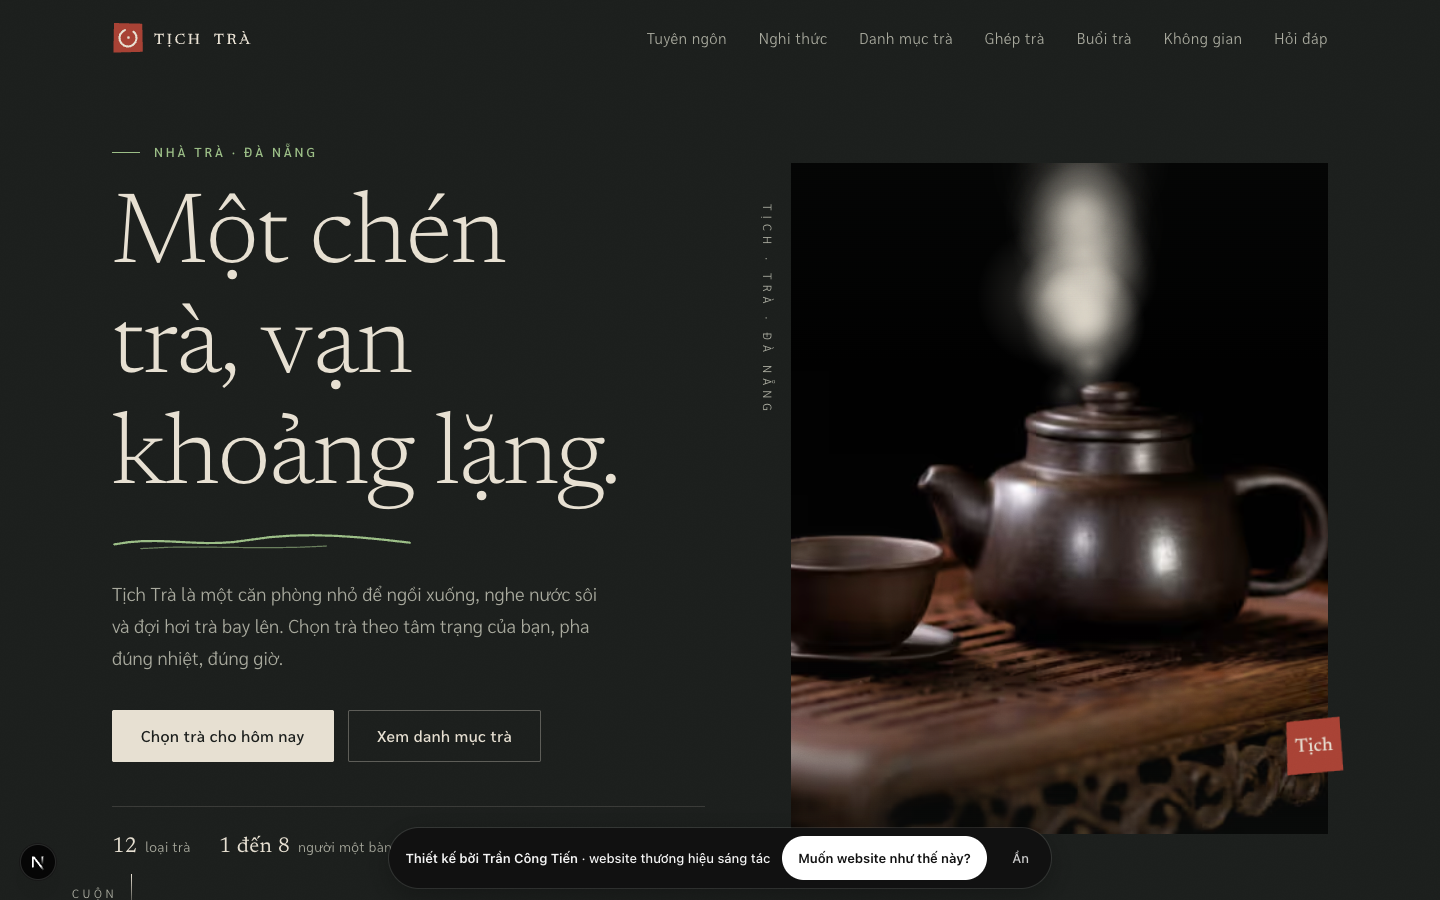 TỊCH TRÀ
Tuyên ngôn
Nghi thức
Danh mục trà
Ghép trà
Buổi trà
Không gian
Hỏi đáp
NHÀ TRÀ · ĐÀ NẴNG
Một chén
trà, vạn
khoảng lặng.
TỊCH · TRÀ · ĐÀ NẴNG
Tịch Trà là một căn phòng nhỏ để ngồi xuống, nghe nước sôi
và đợi hơi trà bay lên. Chọn trà theo tâm trạng của bạn, pha
đúng nhiệt, đúng giờ.
Chọn trà cho hôm nay
Xem danh mục trà
Tịch
12 loại trà
1 đến 8 người một bàn
Thiết kế bởi Trần Công Tiến · website thương hiệu sáng tác
Muốn website như thế này?
Ẩn
N
CUỘN